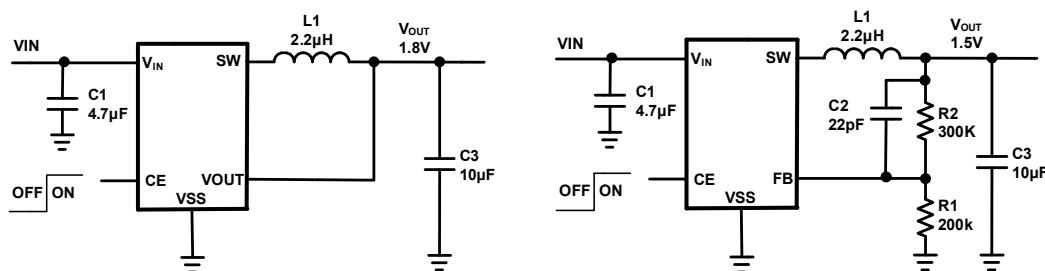 L1
2.2µH
VOUT
1.8V
VIN
VIN
SW
C1
4.7µF
C3
10µF
OFF ON
CE
VOUT
VSS
L1
2.2µH
VOUT
1.5V
VIN
VIN
SW
C1
4.7µF
C2
22pF
R2
300K
C3
10µF
OFF ON
CE
FB
R1
200k
VSS